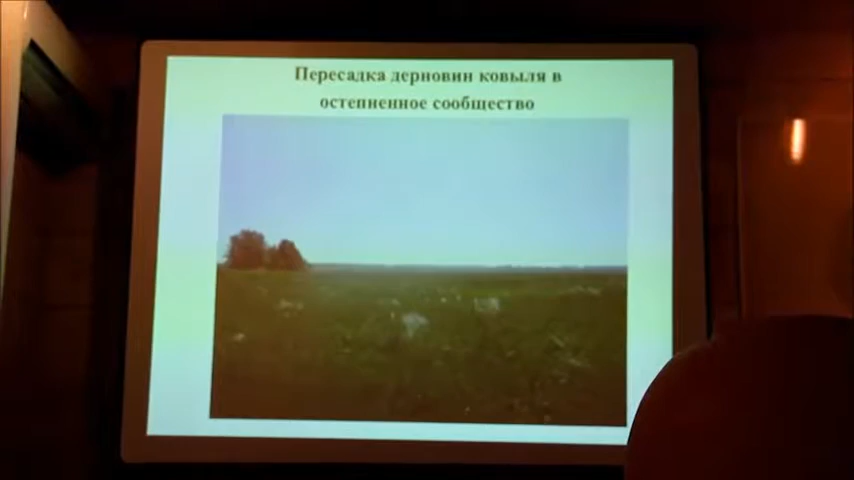 Пересадка дерновин ковыля в
остепненное сообщество